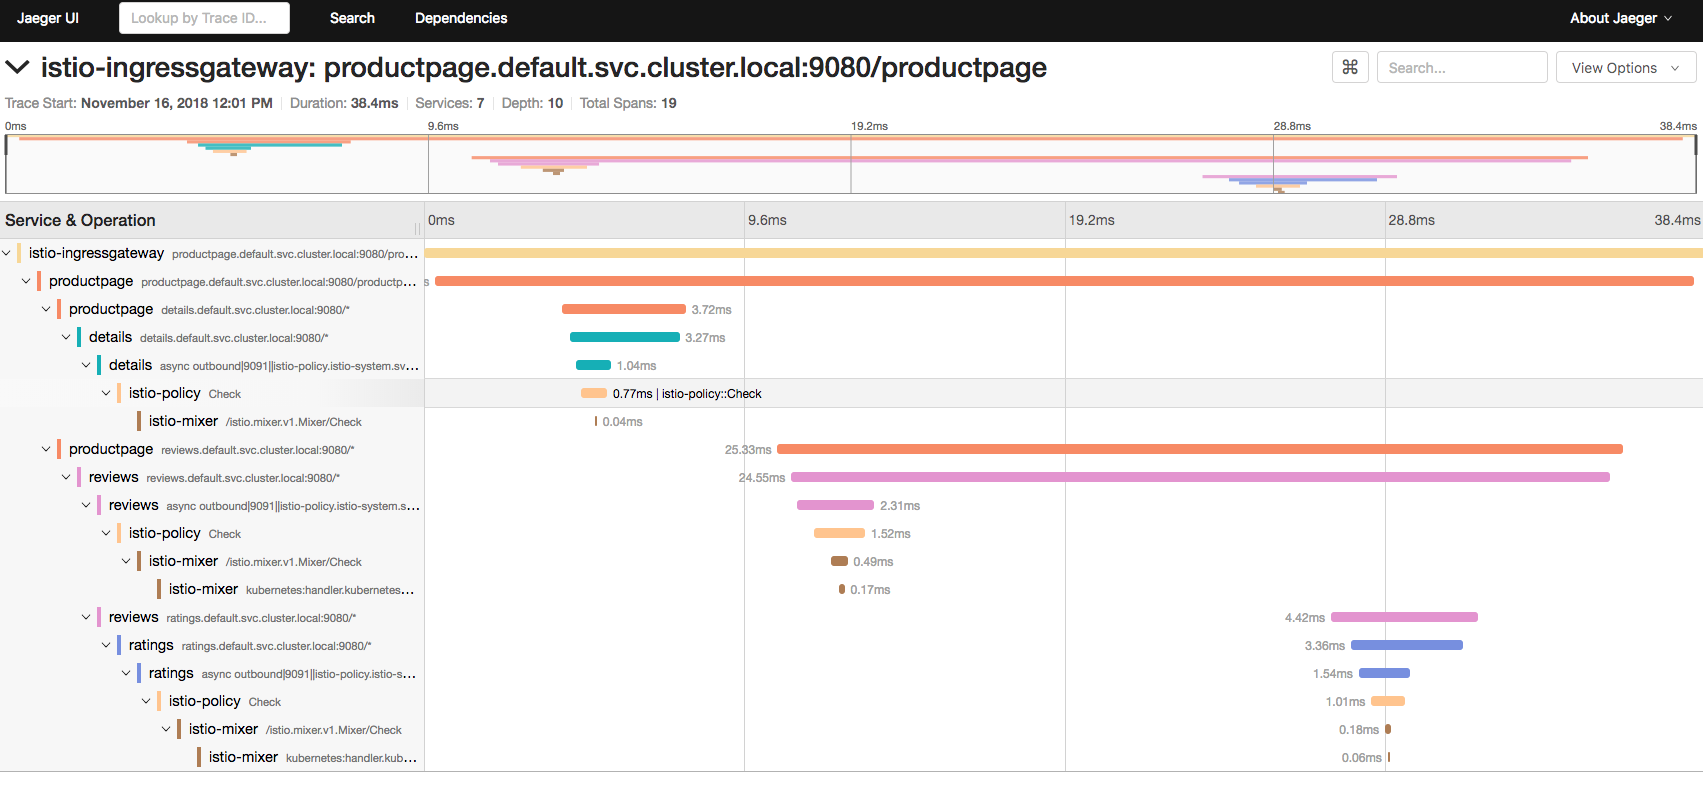 Jaeger UI Lookup by Trace ID... Search Dependencies About Jaeger
istio-ingressgateway: productpage.default.svc.cluster.local:9080/productpage ⌘ Search... View Options
Trace Start: November 16, 2018 12:01 PM Duration: 38.4ms Services: 7 Depth: 10 Total Spans: 19
0ms 9.6ms 19.2ms 28.8ms 38.4ms
Service & Operation 0ms 9.6ms 19.2ms 28.8ms 38.4ms
istio-ingressgateway productpage.default.svc.cluster.local:9080/pro...
productpage productpage.default.svc.cluster.local:9080/productp... s
productpage details.default.svc.cluster.local:9080/* 3.72ms
details details.default.svc.cluster.local:9080/* 3.27ms
details async outbound|9091||istio-policy.istio-system.sv... 1.04ms
istio-policy Check 0.77ms | istio-policy::Check
istio-mixer /istio.mixer.v1.Mixer/Check 0.04ms
productpage reviews.default.svc.cluster.local:9080/* 25.33ms
reviews reviews.default.svc.cluster.local:9080/* 24.55ms
reviews async outbound|9091||istio-policy.istio-system.s... 2.31ms
istio-policy Check 1.52ms
istio-mixer /istio.mixer.v1.Mixer/Check 0.49ms
istio-mixer kubernetes:handler.kubernetes... 0.17ms
reviews ratings.default.svc.cluster.local:9080/* 4.42ms
ratings ratings.default.svc.cluster.local:9080/* 3.36ms
ratings async outbound|9091||istio-policy.istio-s... 1.54ms
istio-policy Check 1.01ms
istio-mixer /istio.mixer.v1.Mixer/Check 0.18ms
istio-mixer kubernetes:handler.kub... 0.06ms